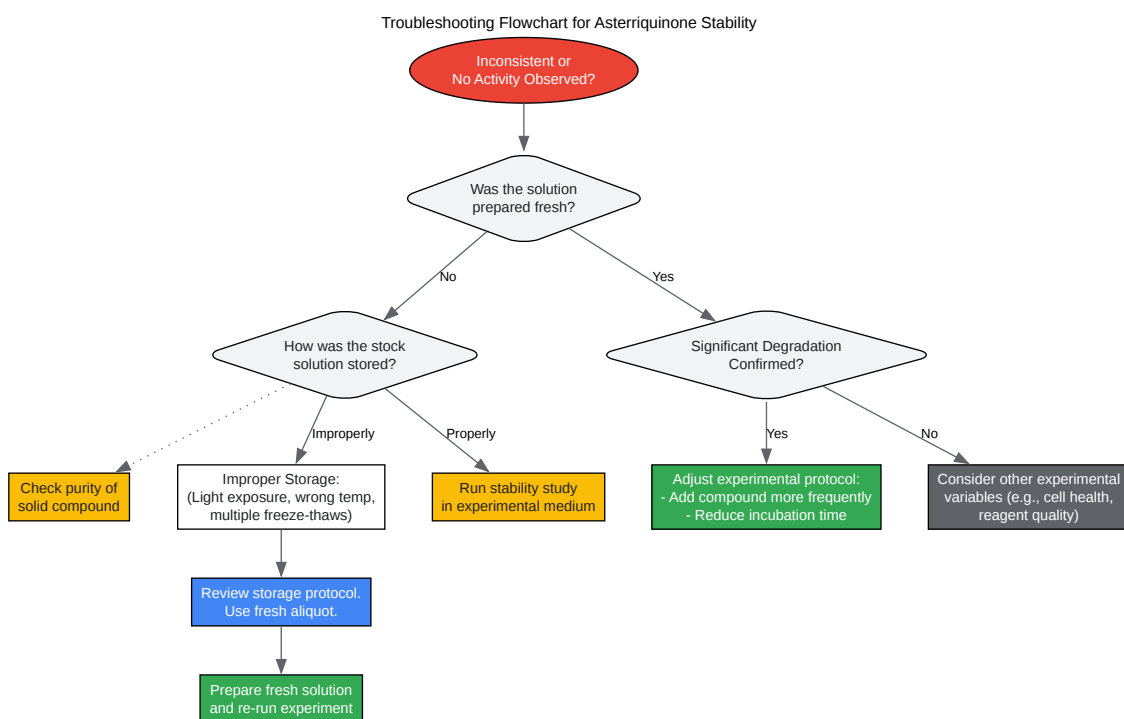 Troubleshooting Flowchart for Asterriquinone Stability
Inconsistent or
No Activity Observed?
Was the solution
prepared fresh?
No
Yes
How was the stock
solution stored?
Significant Degradation
Confirmed?
Improperly
Properly
Yes
No
Check purity of
solid compound
Improper Storage:
(Light exposure, wrong temp,
multiple freeze-thaws)
Run stability study
in experimental medium
Adjust experimental protocol:
- Add compound more frequently
- Reduce incubation time
Consider other experimental
variables (e.g., cell health,
reagent quality)
Review storage protocol.
Use fresh aliquot.
Prepare fresh solution
and re-run experiment